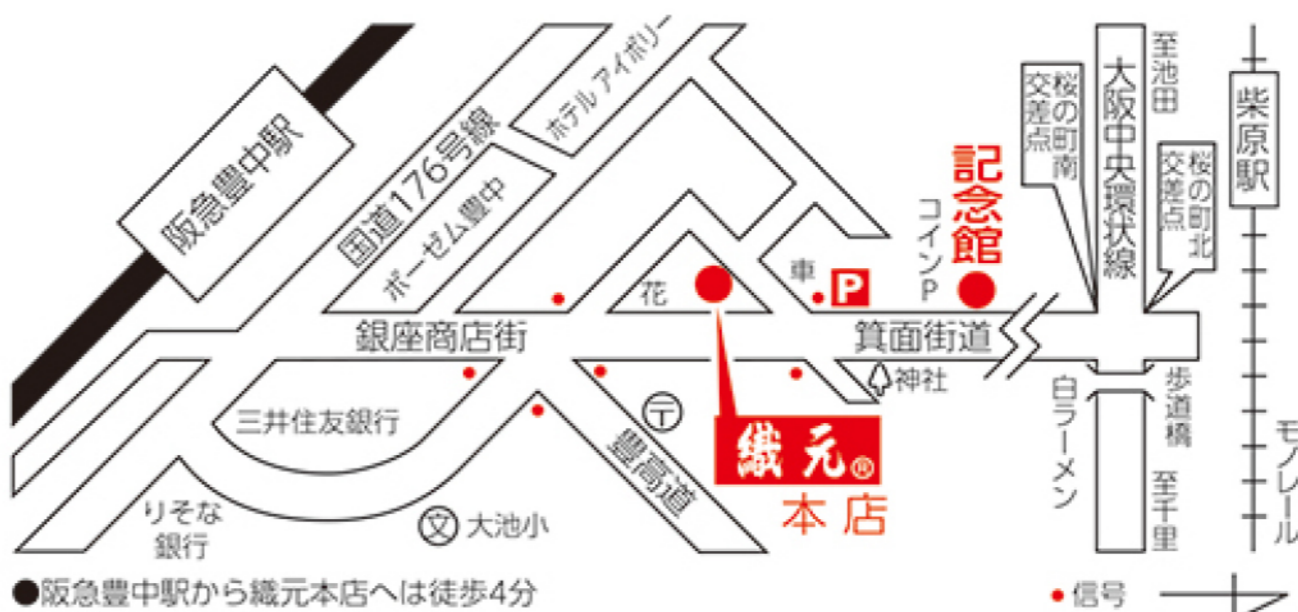 阪急豊中駅
国道176号線
ホテル アイボリー
ボーゼム豊中
銀座商店街
三井住友銀行
りそな
銀行
文
大池小
豊高道
〒
花
織元®
本店
車
P
コインP
記念館
箕面街道
神社
桜の町南
交差点
大阪中央環状線
至池田
桜の町北
交差点
柴原駅
白ラーメン
歩道橋
至千里
モノレール
●阪急豊中駅から織元本店へは徒歩4分
●信号